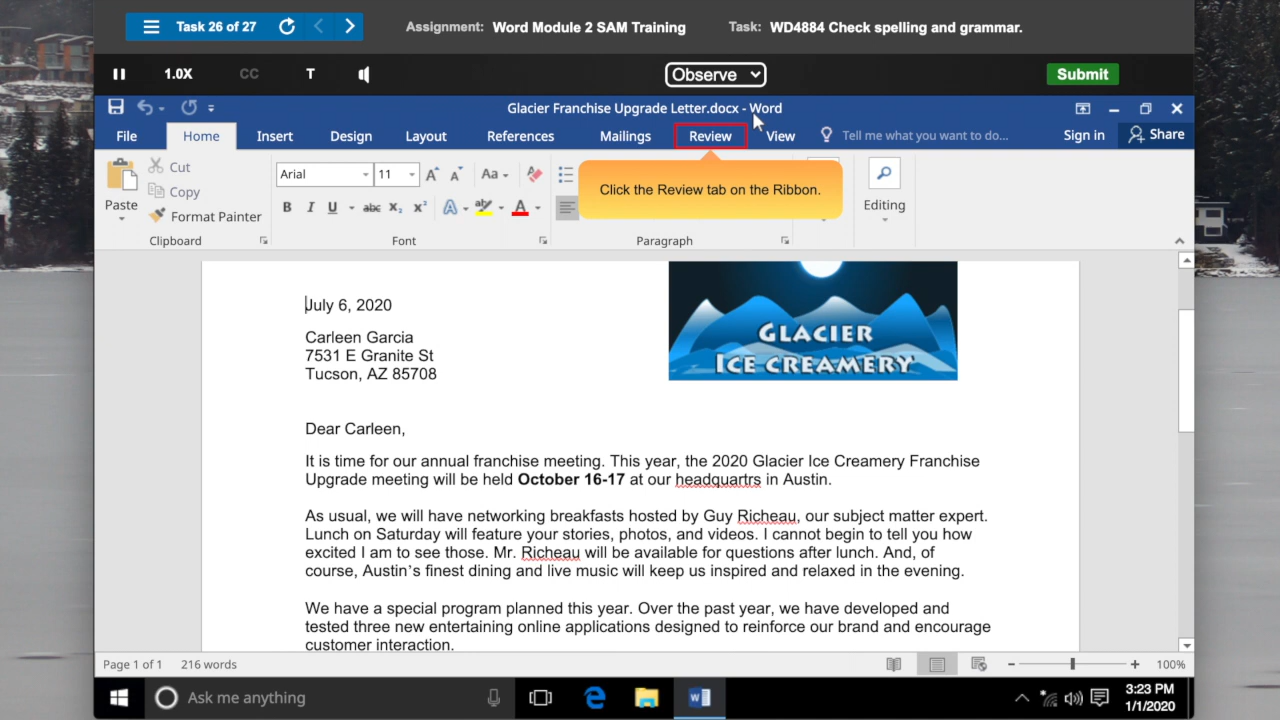 Task 26 of 27
Assignment: Word Module 2 SAM Training
Task: WD4884 Check spelling and grammar.
1.0X
CC
T
Observe
Submit
Glacier Franchise Upgrade Letter.docx - Word
File
Home
Insert
Design
Layout
References
Mailings
Review
View
Tell me what you want to do...
Sign in
Share
Paste
Cut
Copy
Format Painter
Clipboard
Arial
11
Aa
B
I
U
abc
X₂
X²
A
aby
A
Font
Click the Review tab on the Ribbon.
Paragraph
Editing
July 6, 2020
Carleen Garcia
7531 E Granite St
Tucson, AZ 85708
GLACIER
ICE CREAMERY
Dear Carleen,
It is time for our annual franchise meeting. This year, the 2020 Glacier Ice Creamery Franchise
Upgrade meeting will be held October 16-17 at our headquartrs in Austin.
As usual, we will have networking breakfasts hosted by Guy Richeau, our subject matter expert.
Lunch on Saturday will feature your stories, photos, and videos. I cannot begin to tell you how
excited I am to see those. Mr. Richeau will be available for questions after lunch. And, of
course, Austin's finest dining and live music will keep us inspired and relaxed in the evening.
We have a special program planned this year. Over the past year, we have developed and
tested three new entertaining online applications designed to reinforce our brand and encourage
customer interaction.
Page 1 of 1
216 words
100%
Ask me anything
3:23 PM
1/1/2020